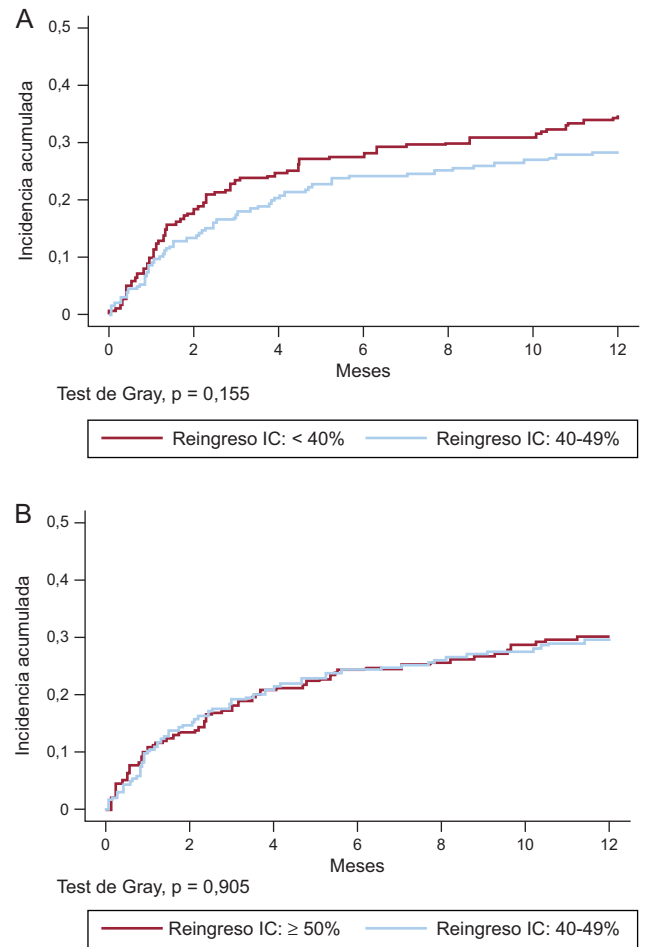 A
Incidencia acumulada
0,5
0,4
0,3
0,2
0,1
0
0 2 4 6 8 10 12
Meses
Test de Gray, p = 0,155
Reingreso IC: < 40% Reingreso IC: 40-49%
B
Incidencia acumulada
0,5
0,4
0,3
0,2
0,1
0
0 2 4 6 8 10 12
Meses
Test de Gray, p = 0,905
Reingreso IC: ≥ 50% Reingreso IC: 40-49%